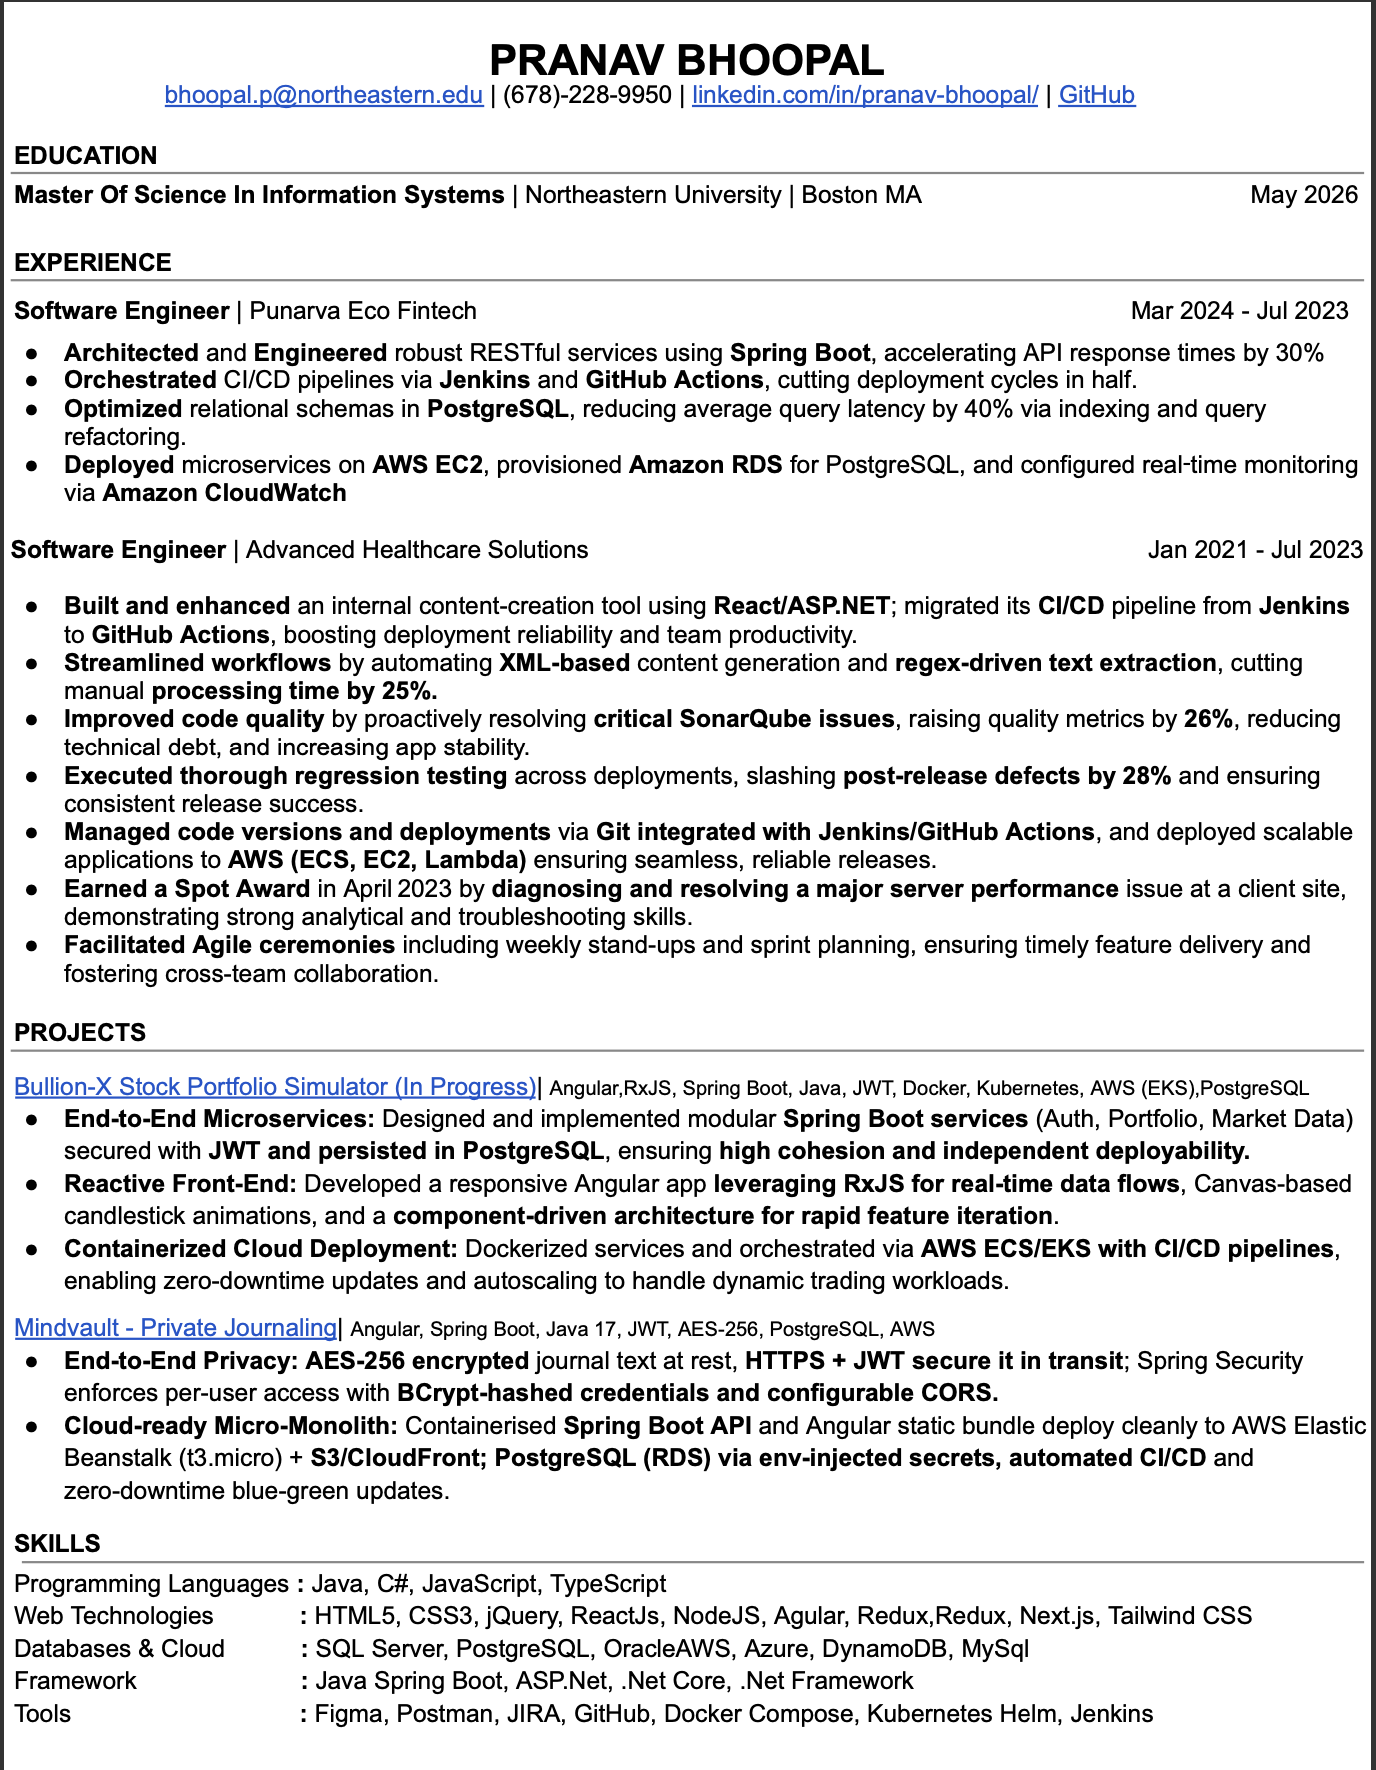 PRANAV BHOOPAL
bhoopal.p@northeastern.edu | (678)-228-9950 | linkedin.com/in/pranav-bhoopal/ | GitHub
EDUCATION
Master Of Science In Information Systems | Northeastern University | Boston MA May 2026
EXPERIENCE
Software Engineer | Punarva Eco Fintech Mar 2024 - Jul 2023
● Architected and Engineered robust RESTful services using Spring Boot, accelerating API response times by 30%
● Orchestrated CI/CD pipelines via Jenkins and GitHub Actions, cutting deployment cycles in half.
● Optimized relational schemas in PostgreSQL, reducing average query latency by 40% via indexing and query
refactoring.
● Deployed microservices on AWS EC2, provisioned Amazon RDS for PostgreSQL, and configured real-time monitoring
via Amazon CloudWatch
Software Engineer | Advanced Healthcare Solutions Jan 2021 - Jul 2023
● Built and enhanced an internal content-creation tool using React/ASP.NET; migrated its CI/CD pipeline from Jenkins
to GitHub Actions, boosting deployment reliability and team productivity.
● Streamlined workflows by automating XML-based content generation and regex-driven text extraction, cutting
manual processing time by 25%.
● Improved code quality by proactively resolving critical SonarQube issues, raising quality metrics by 26%, reducing
technical debt, and increasing app stability.
● Executed thorough regression testing across deployments, slashing post-release defects by 28% and ensuring
consistent release success.
● Managed code versions and deployments via Git integrated with Jenkins/GitHub Actions, and deployed scalable
applications to AWS (ECS, EC2, Lambda) ensuring seamless, reliable releases.
● Earned a Spot Award in April 2023 by diagnosing and resolving a major server performance issue at a client site,
demonstrating strong analytical and troubleshooting skills.
● Facilitated Agile ceremonies including weekly stand-ups and sprint planning, ensuring timely feature delivery and
fostering cross-team collaboration.
PROJECTS
Bullion-X Stock Portfolio Simulator (In Progress)| Angular,RxJS, Spring Boot, Java, JWT, Docker, Kubernetes, AWS (EKS),PostgreSQL
● End-to-End Microservices: Designed and implemented modular Spring Boot services (Auth, Portfolio, Market Data)
secured with JWT and persisted in PostgreSQL, ensuring high cohesion and independent deployability.
● Reactive Front-End: Developed a responsive Angular app leveraging RxJS for real-time data flows, Canvas-based
candlestick animations, and a component-driven architecture for rapid feature iteration.
● Containerized Cloud Deployment: Dockerized services and orchestrated via AWS ECS/EKS with CI/CD pipelines,
enabling zero-downtime updates and autoscaling to handle dynamic trading workloads.
Mindvault - Private Journaling| Angular, Spring Boot, Java 17, JWT, AES-256, PostgreSQL, AWS
● End-to-End Privacy: AES-256 encrypted journal text at rest, HTTPS + JWT secure it in transit; Spring Security
enforces per-user access with BCrypt-hashed credentials and configurable CORS.
● Cloud-ready Micro-Monolith: Containerised Spring Boot API and Angular static bundle deploy cleanly to AWS Elastic
Beanstalk (t3.micro) + S3/CloudFront; PostgreSQL (RDS) via env-injected secrets, automated CI/CD and
zero-downtime blue-green updates.
SKILLS
Programming Languages : Java, C#, JavaScript, TypeScript
Web Technologies : HTML5, CSS3, jQuery, ReactJs, NodeJS, Agular, Redux,Redux, Next.js, Tailwind CSS
Databases & Cloud : SQL Server, PostgreSQL, OracleAWS, Azure, DynamoDB, MySql
Framework : Java Spring Boot, ASP.Net, .Net Core, .Net Framework
Tools : Figma, Postman, JIRA, GitHub, Docker Compose, Kubernetes Helm, Jenkins